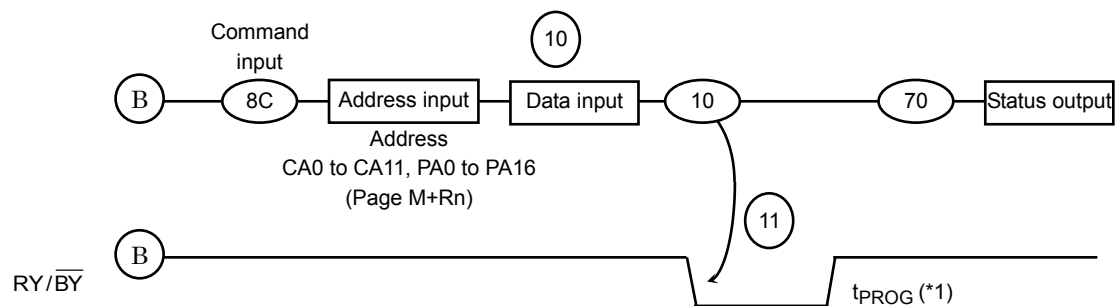 Command
input
10
B 8C Address input Data input 10 70 Status output
Address
CA0 to CA11, PA0 to PA16
(Page M+Rn)
11
B
RY/BY
tPROG (*1)